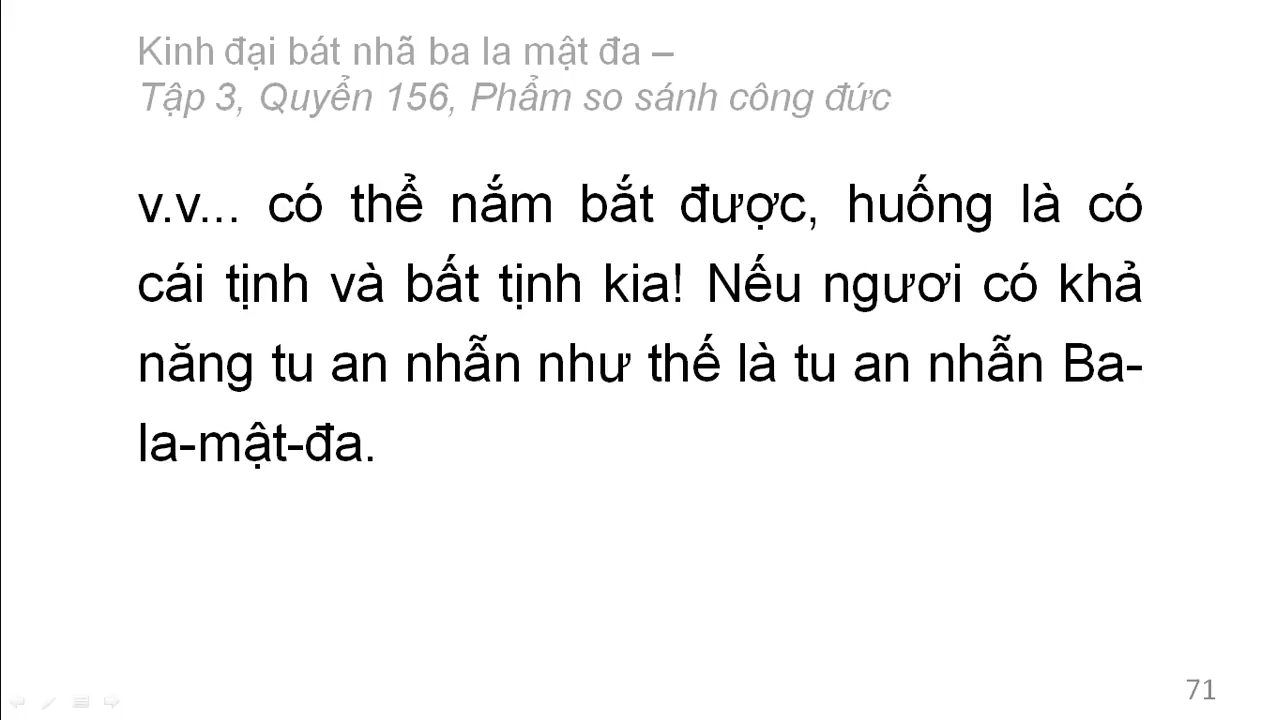 Kinh đại bát nhã ba la mật đa –
Tập 3, Quyển 156, Phẩm so sánh công đức
v.v... có thể nắm bắt được, huống là có
cái tịnh và bất tịnh kia! Nếu ngươi có khả
năng tu an nhẫn như thế là tu an nhẫn Ba-
la-mật-đa.
71